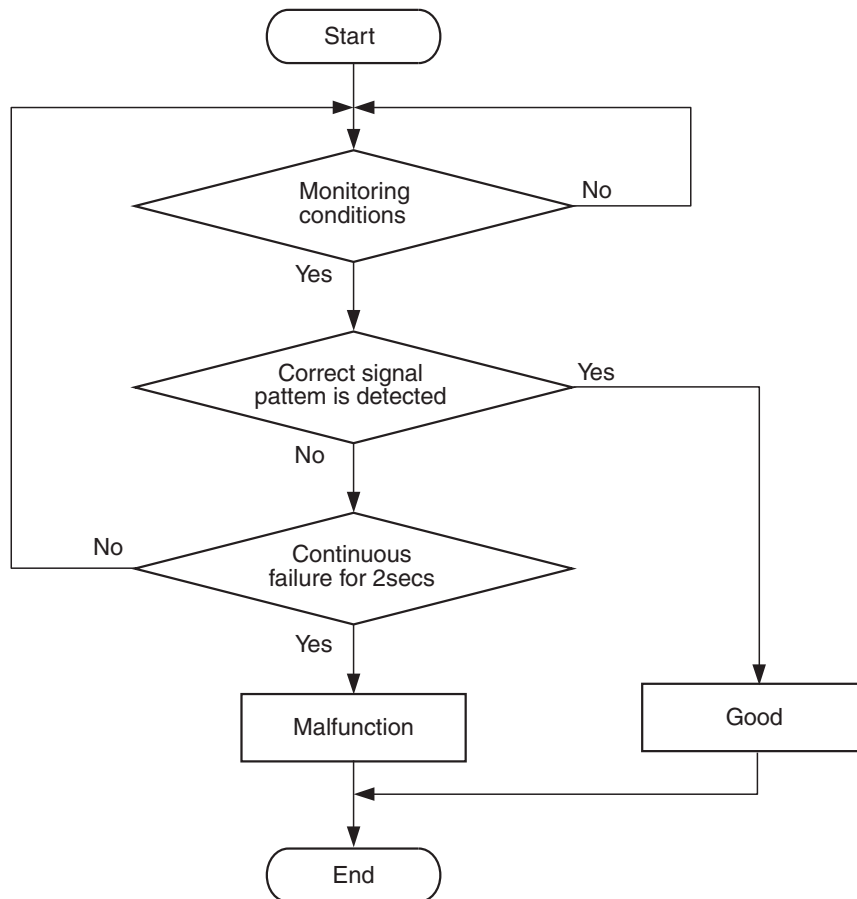 Start
Monitoring
conditions
No
Yes
Correct signal
pattem is detected
Yes
No
Continuous
failure for 2secs
No
Yes
Malfunction
Good
End